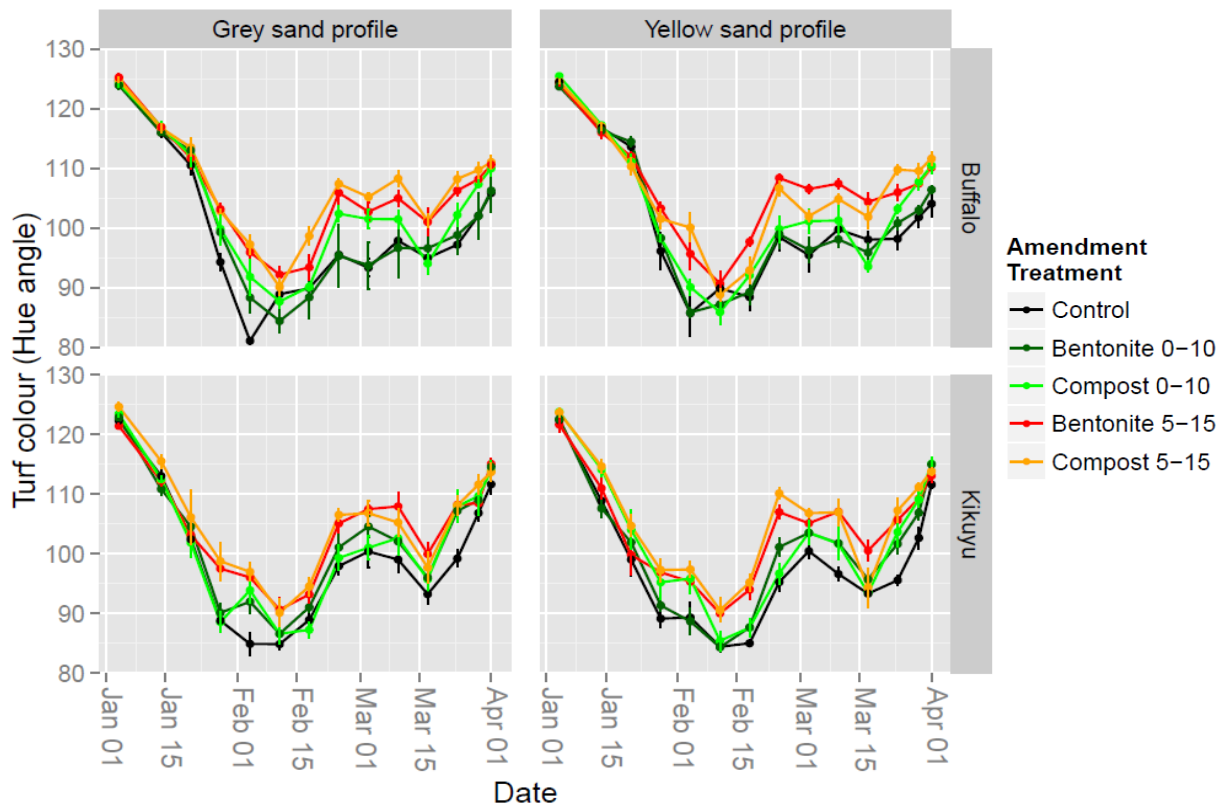 Grey sand profile
Yellow sand profile
130
120
110
100
90
80
Buffalo
130
120
110
100
90
80
Kikuyu
Turf colour (Hue angle)
Jan 01
Jan 15
Feb 01
Feb 15
Mar 01
Mar 15
Apr 01
Jan 01
Jan 15
Feb 01
Feb 15
Mar 01
Mar 15
Apr 01
Date
Amendment
Treatment
Control
Bentonite 0−10
Compost 0−10
Bentonite 5−15
Compost 5−15